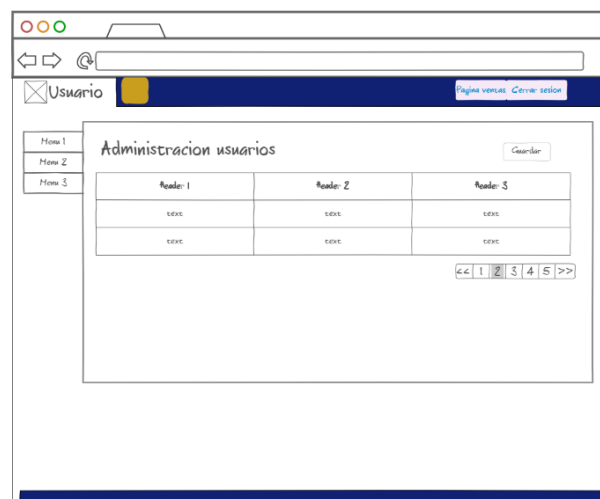 Usuario
Pagina ventas Cerrar sesion
Menu 1
Menu 2
Menu 3
Administracion usuarios
Guardar
Header 1 Header 2 Header 3
text text text
text text text
<< 1 2 3 4 5 >>